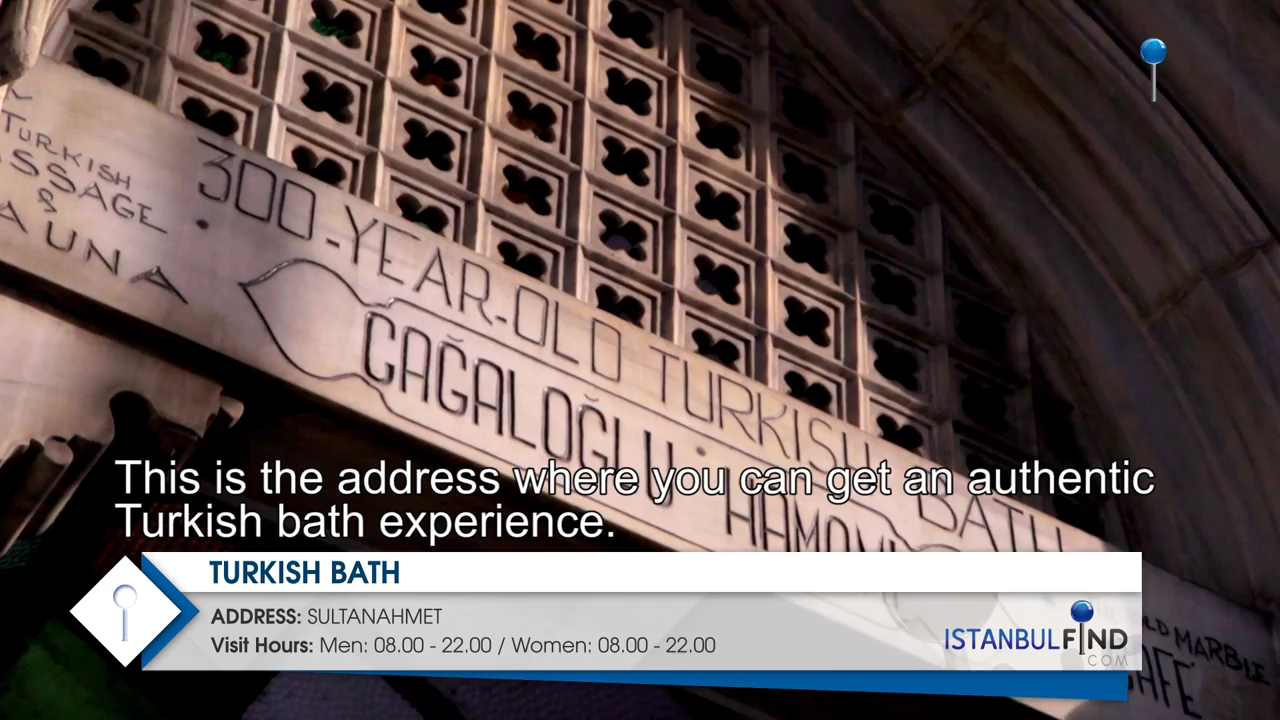 TURKISH
&
300-YEAR-OLD TURKISH BATH
CAĞALOĞLU HAMAMI
This is the address where you can get an authentic
Turkish bath experience.
TURKISH BATH
ADDRESS: SULTANAHMET
Visit Hours: Men: 08.00 - 22.00 / Women: 08.00 - 22.00
ISTANBULFIND
COM
MARBLE